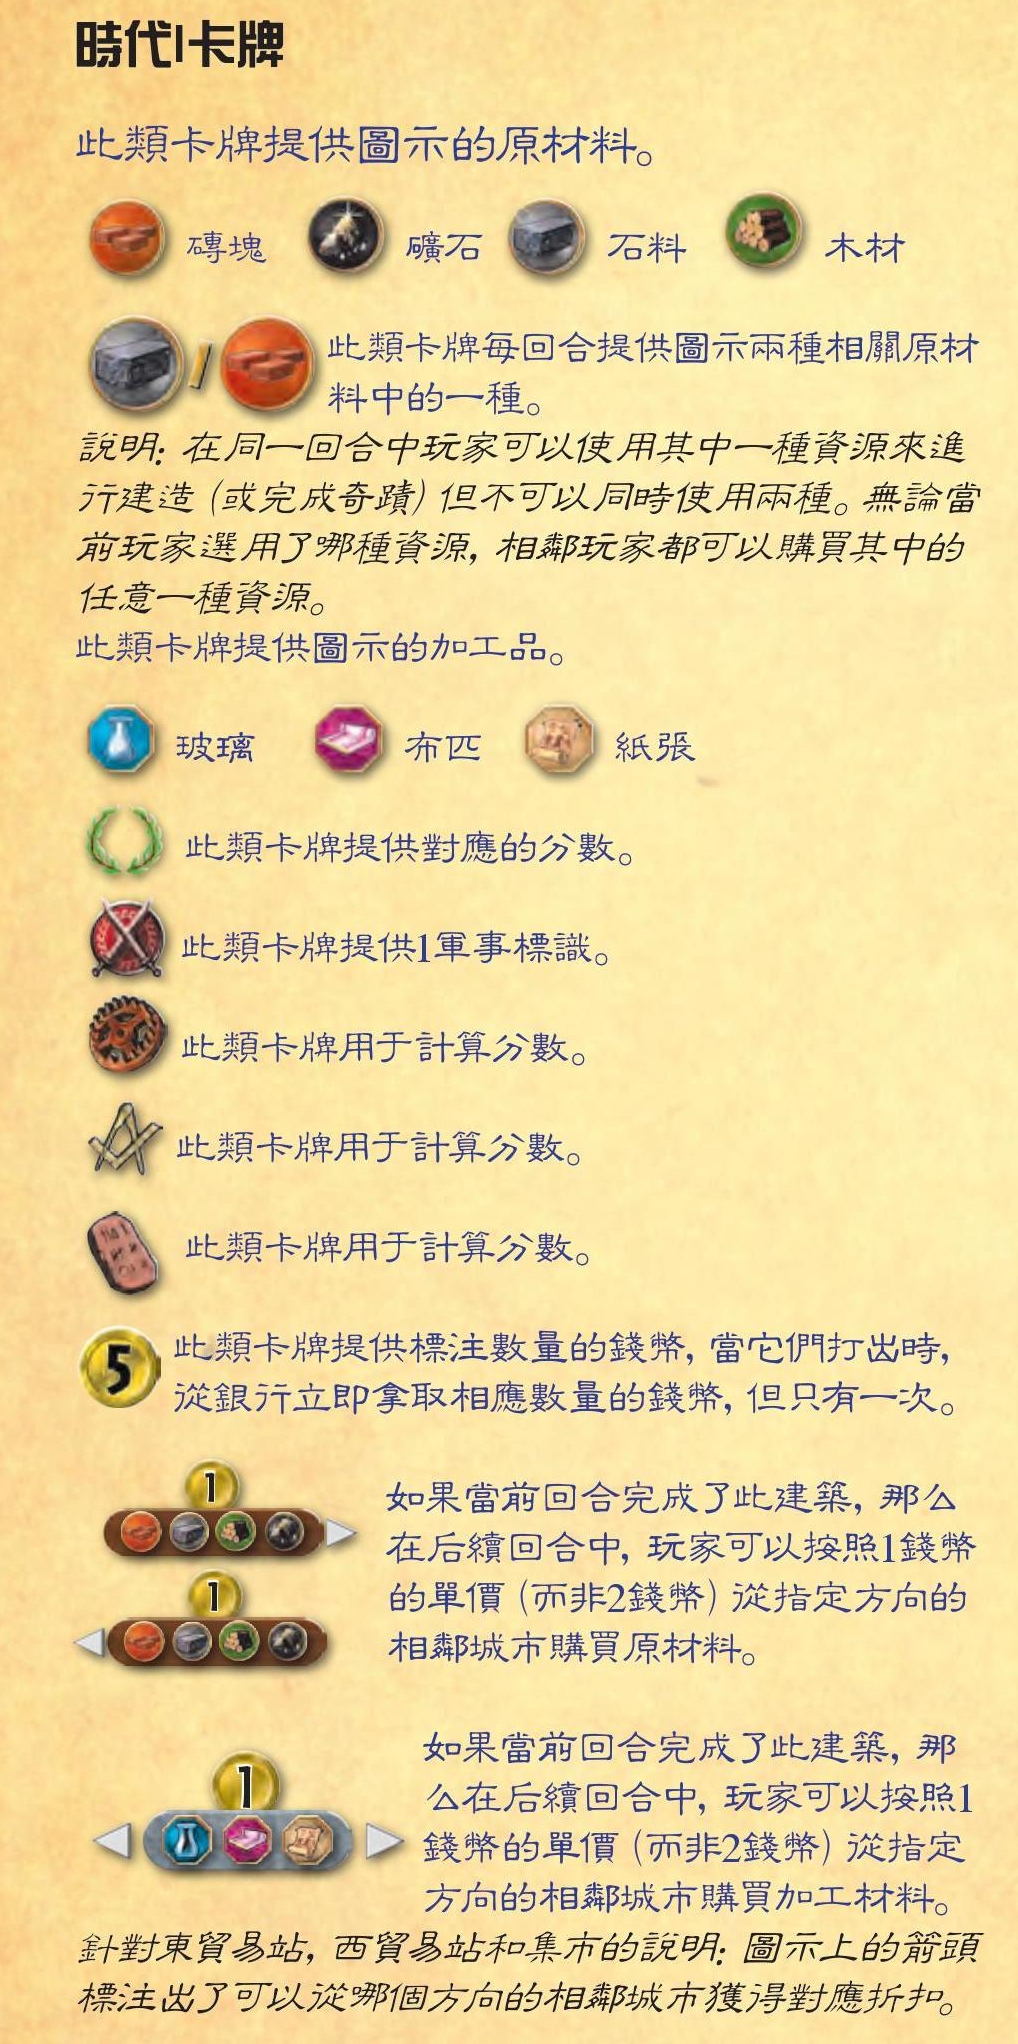 時代I卡牌
此類卡牌提供圖示的原材料。
磚塊 礦石 石料 木材
此類卡牌每回合提供圖示兩種相關原材
料中的一種。
說明: 在同一回合中玩家可以使用其中一種資源來進
行建造 (或完成奇蹟) 但不可以同時使用兩種。無論當
前玩家選用了哪種資源, 相鄰玩家都可以購買其中的
任意一種資源。
此類卡牌提供圖示的加工品。
玻璃 布匹 紙張
此類卡牌提供對應的分數。
此類卡牌提供1軍事標識。
此類卡牌用于計算分數。
此類卡牌用于計算分數。
此類卡牌用于計算分數。
5
此類卡牌提供標注數量的錢幣, 當它們打出時,
從銀行立即拿取相應數量的錢幣, 但只有一次。
1
1
如果當前回合完成了此建築, 那么
在后續回合中, 玩家可以按照1錢幣
的單價 (而非2錢幣) 從指定方向的
相鄰城市購買原材料。
1
如果當前回合完成了此建築, 那
么在后續回合中, 玩家可以按照1
錢幣的單價 (而非2錢幣) 從指定
方向的相鄰城市購買加工材料。
針對東貿易站, 西貿易站和集市的說明: 圖示上的箭頭
標注出了可以從哪個方向的相鄰城市獲得對應折扣。